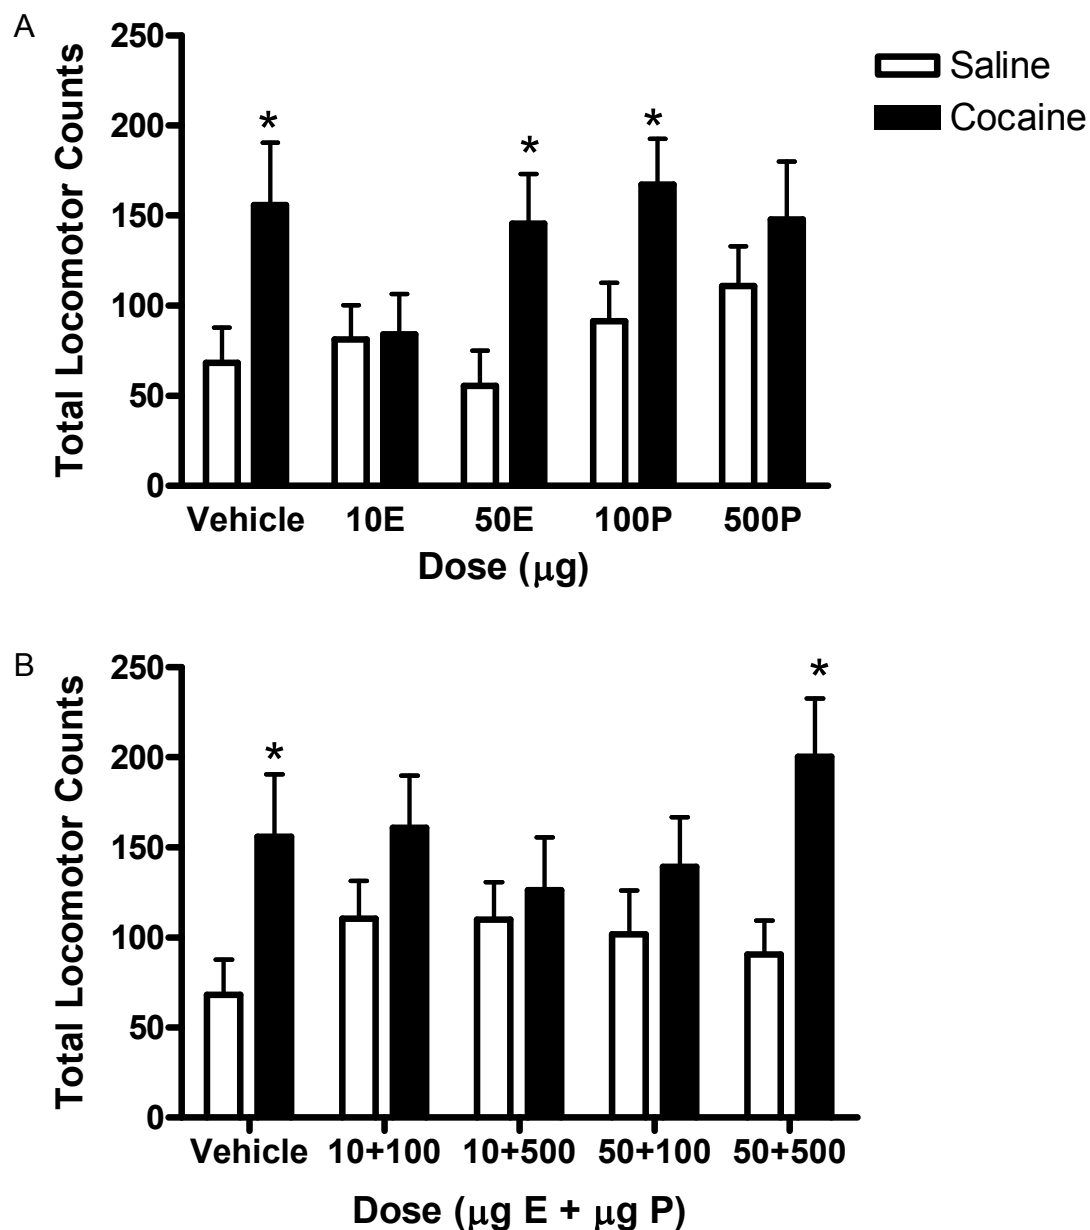 A
250
200
150
100
50
0
Total Locomotor Counts
* * *
Saline
Cocaine
Vehicle 10E 50E 100P 500P
Dose (μg)
B
250
200
150
100
50
0
Total Locomotor Counts
* *
Vehicle 10+100 10+500 50+100 50+500
Dose (μg E + μg P)